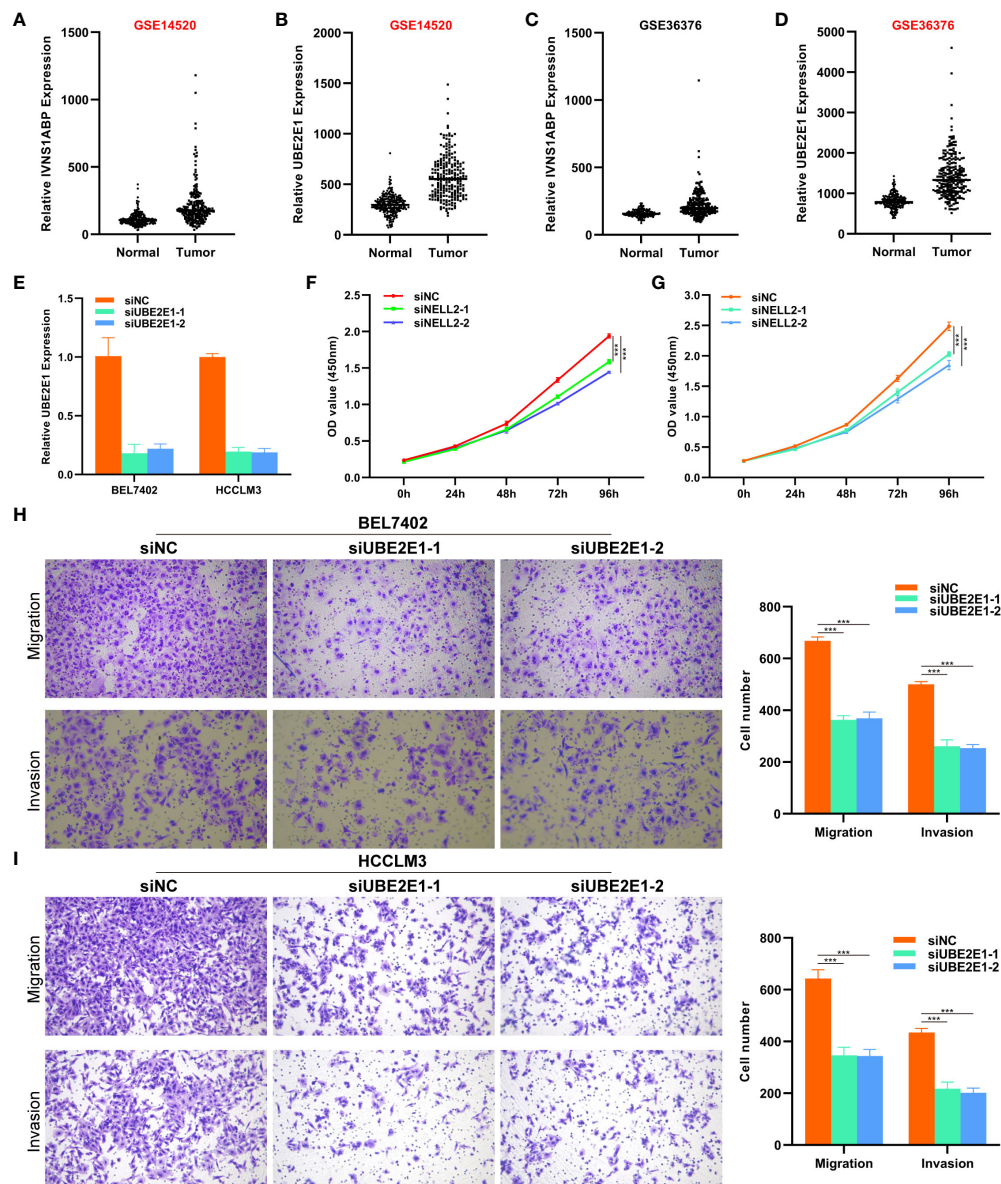 A
GSE14520
Relative IVNS1ABP Expression
1500
1000
500
0
Normal
Tumor
B
GSE14520
Relative UBE2E1 Expression
2000
1500
1000
500
0
Normal
Tumor
C
GSE36376
Relative IVNS1ABP Expression
1500
1000
500
0
Normal
Tumor
D
GSE36376
Relative UBE2E1 Expression
5000
4000
3000
2000
1000
0
Normal
Tumor
E
siNC
siUBE2E1-1
siUBE2E1-2
Relative UBE2E1 Expression
1.5
1.0
0.5
0.0
BEL7402
HCCLM3
F
siNC
siNELL2-1
siNELL2-2
OD value (450nm)
2.5
2.0
1.5
1.0
0.5
0.0
0h
24h
48h
72h
96h
***
***
G
siNC
siNELL2-1
siNELL2-2
OD value (450nm)
3.0
2.5
2.0
1.5
1.0
0.5
0.0
0h
24h
48h
72h
96h
***
***
H
BEL7402
siNC
siUBE2E1-1
siUBE2E1-2
Migration
Invasion
siNC
siUBE2E1-1
siUBE2E1-2
Cell number
800
600
400
200
0
***
***
***
***
Migration
Invasion
I
HCCLM3
siNC
siUBE2E1-1
siUBE2E1-2
Migration
Invasion
siNC
siUBE2E1-1
siUBE2E1-2
Cell number
800
600
400
200
0
***
***
***
***
Migration
Invasion